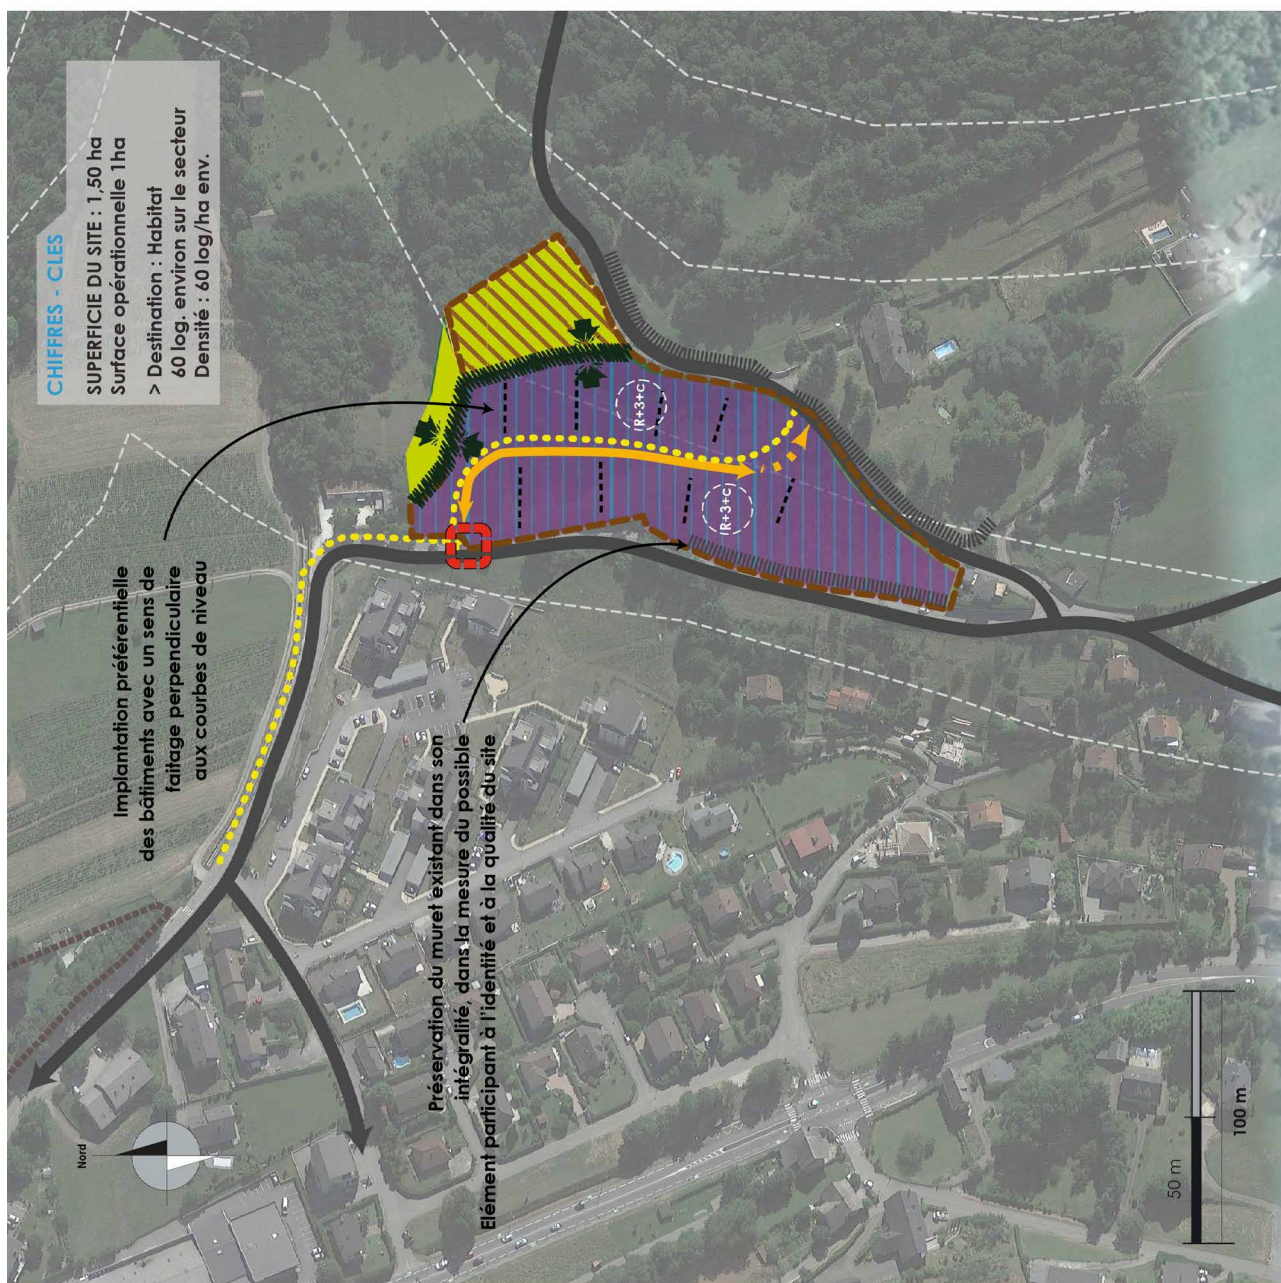 CHIFFRES - CLES
SUPERFICIE DU SITE : 1,50 ha
Surface opérationnelle 1ha
> Destination : Habitat
60 log. environ sur le secteur
Densité : 60 log/ha env.
Implantation préférentielle
des bâtiments avec un sens de
faitage perpendiculaire
aux courbes de niveau
Préservation du muret existant dans son
intégralité, dans la mesure du possible
Elément participant à l'identité et à la qualité du site
R+3+c
R+3+c
Nord
50 m
100 m